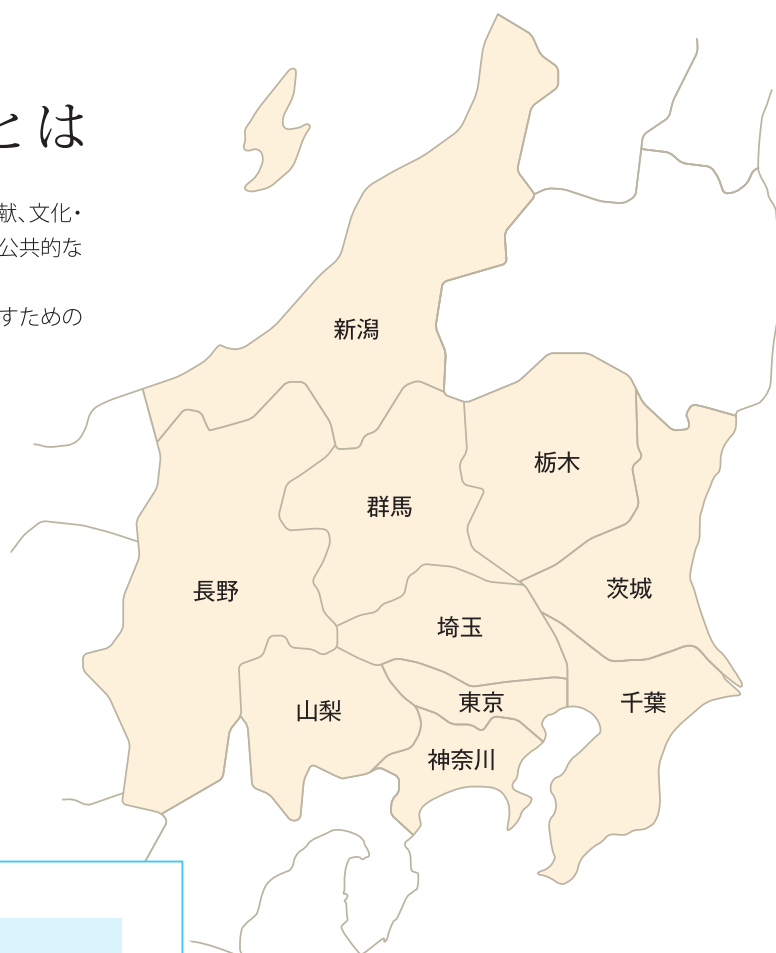 とは
献、文化・
公共的な
すための
新潟
栃木
群馬
長野
茨城
埼玉
東京
千葉
山梨
神奈川